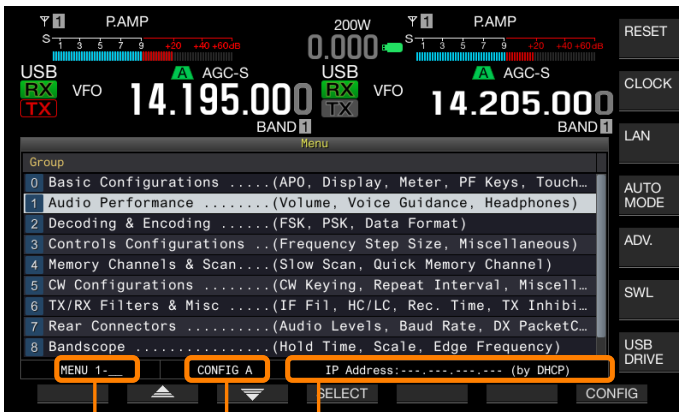 1 P.AMP 200W 1 P.AMP RESET
S 1 3 5 7 9 +20 +40 +60dB 0.000 S 1 3 5 7 9 +20 +40 +60dB
USB A AGC-S USB A AGC-S
RX VFO 14.195.000 RX VFO 14.205.000 CLOCK
TX TX
BAND 1 BAND 1 LAN
Menu
Group
0 Basic Configurations .....(APO, Display, Meter, PF Keys, Touch… AUTO MODE
1 Audio Performance ........(Volume, Voice Guidance, Headphones)
2 Decoding & Encoding ......(FSK, PSK, Data Format)
3 Controls Configurations ..(Frequency Step Size, Miscellaneous) ADV.
4 Memory Channels & Scan....(Slow Scan, Quick Memory Channel)
5 CW Configurations ........(CW Keying, Repeat Interval, Miscell… SWL
6 TX/RX Filters & Misc .....(IF Fil, HC/LC, Rec. Time, TX Inhibi…
7 Rear Connectors ..........(Audio Levels, Baud Rate, DX PacketC…
8 Bandscope ................(Hold Time, Scale, Edge Frequency) USB DRIVE
MENU 1-__ CONFIG A IP Address:---.---.---.--- (by DHCP)
SELECT CONFIG